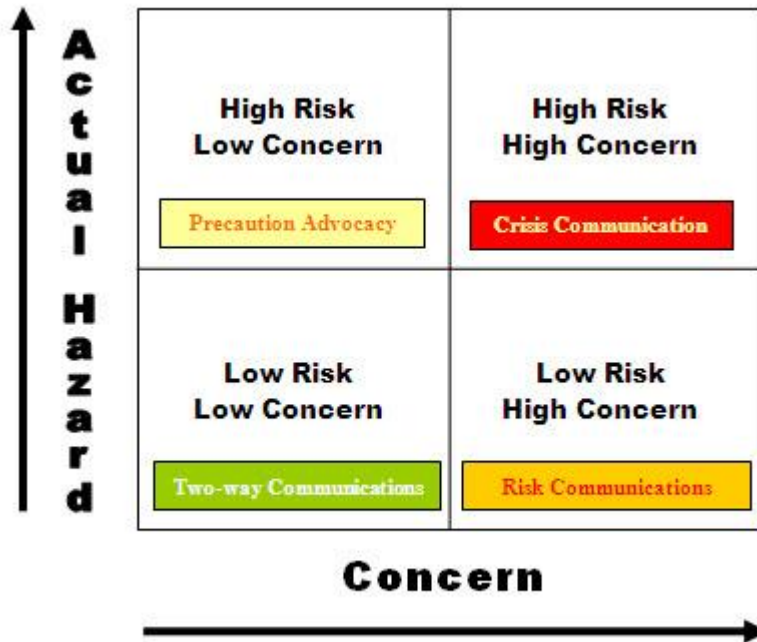 Actual Hazard
High Risk
Low Concern
Precaution Advocacy
High Risk
High Concern
Crisis Communication
Low Risk
Low Concern
Two-way Communications
Low Risk
High Concern
Risk Communications
Concern